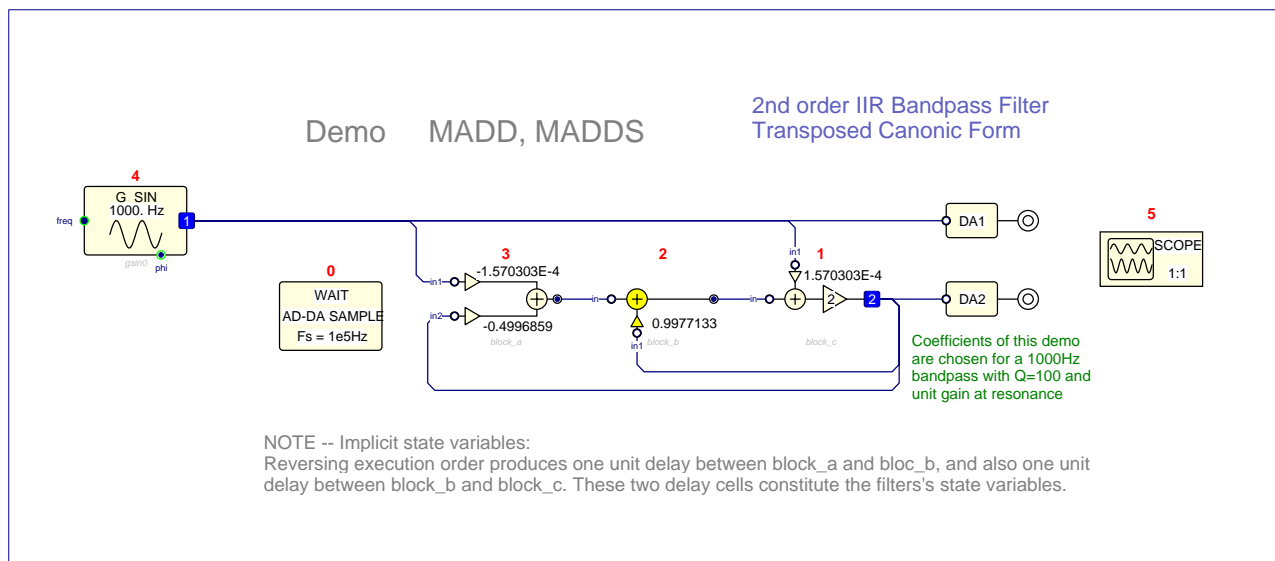 Demo MADD, MADDS
2nd order IIR Bandpass Filter
Transposed Canonic Form
4
G SIN
1000. Hz
freq
1
gsin0
phi
0
WAIT
AD-DA SAMPLE
Fs = 1e5Hz
3
in1
-1.570303E-4
in2
-0.4996859
block_a
2
in
0.9977133
in1
block_b
1
in1
1.570303E-4
in
2
2
block_c
DA1
DA2
5
SCOPE
1:1
Coefficients of this demo
are chosen for a 1000Hz
bandpass with Q=100 and
unit gain at resonance
NOTE -- Implicit state variables:
Reversing execution order produces one unit delay between block_a and bloc_b, and also one unit
delay between block_b and block_c. These two delay cells constitute the filters's state variables.